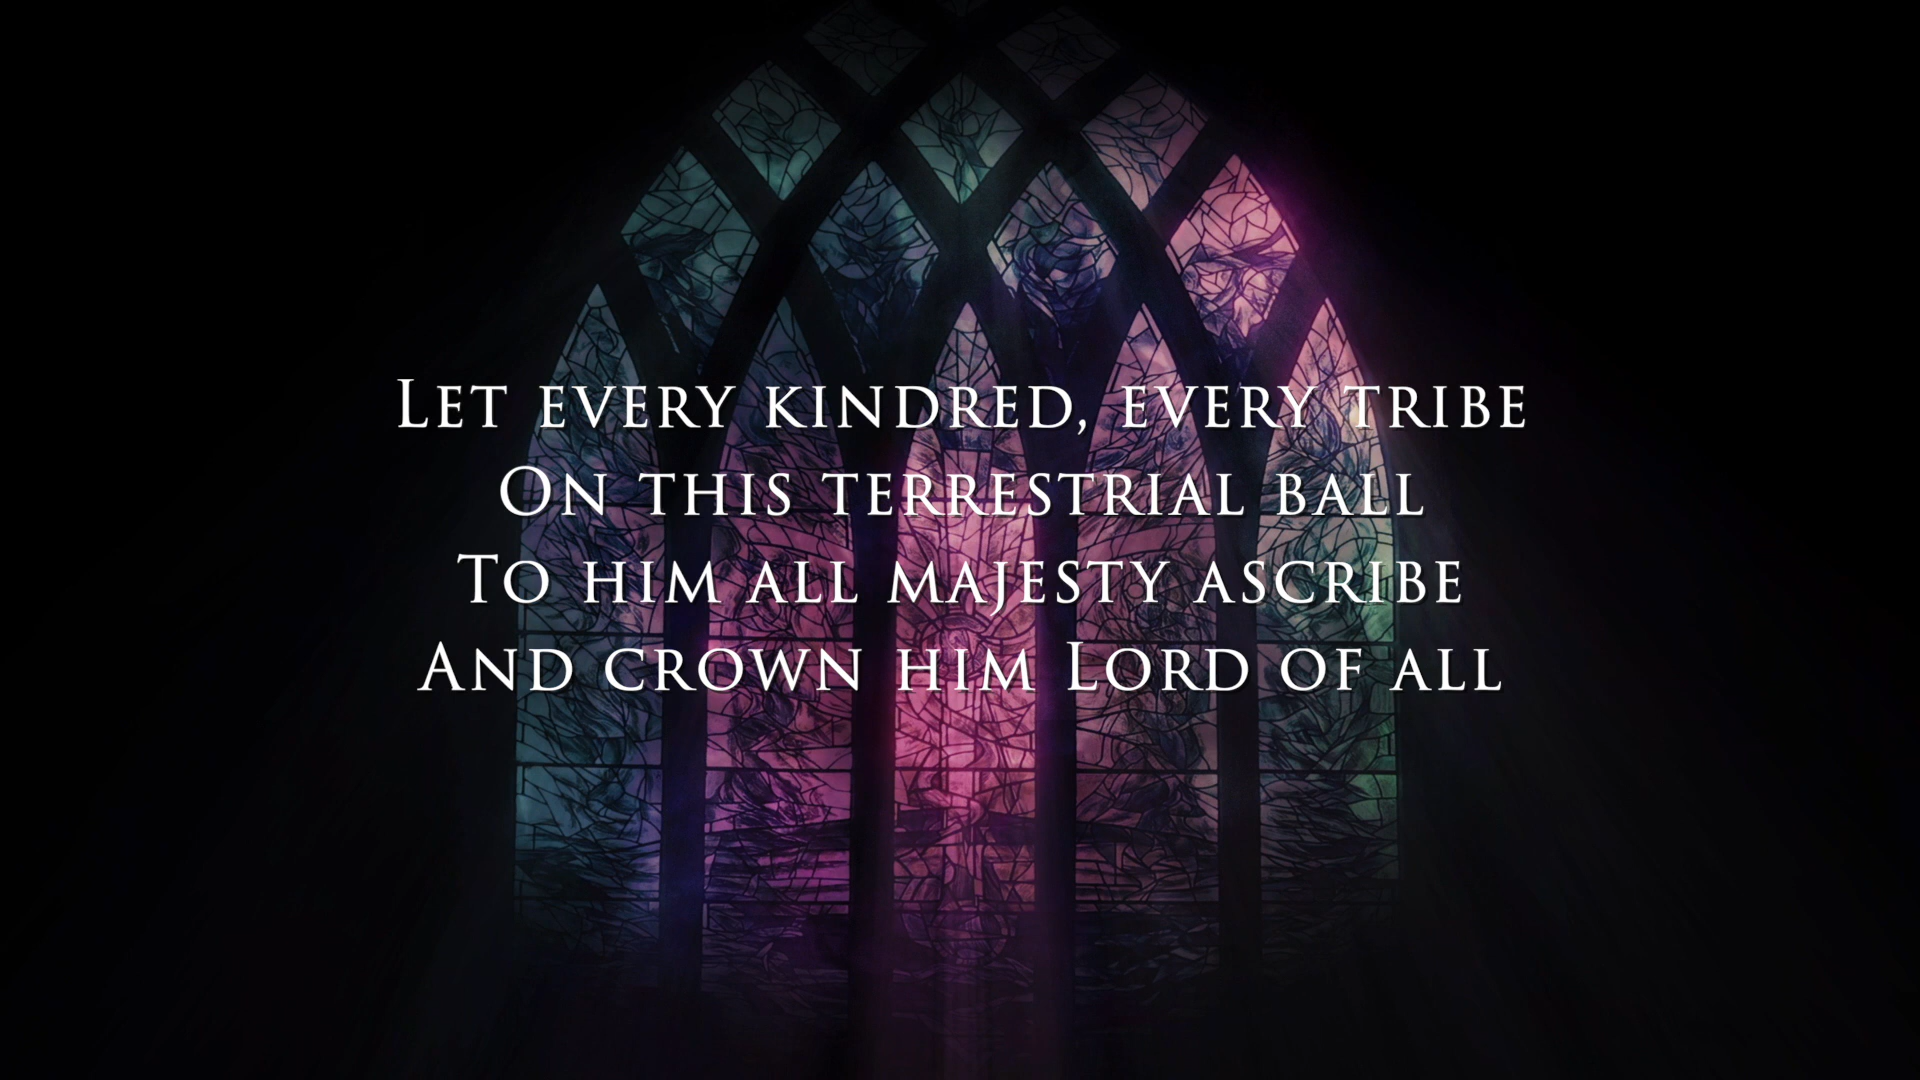 Let every kindred, every tribe
On this terrestrial ball
To him all majesty ascribe
And crown him Lord of all